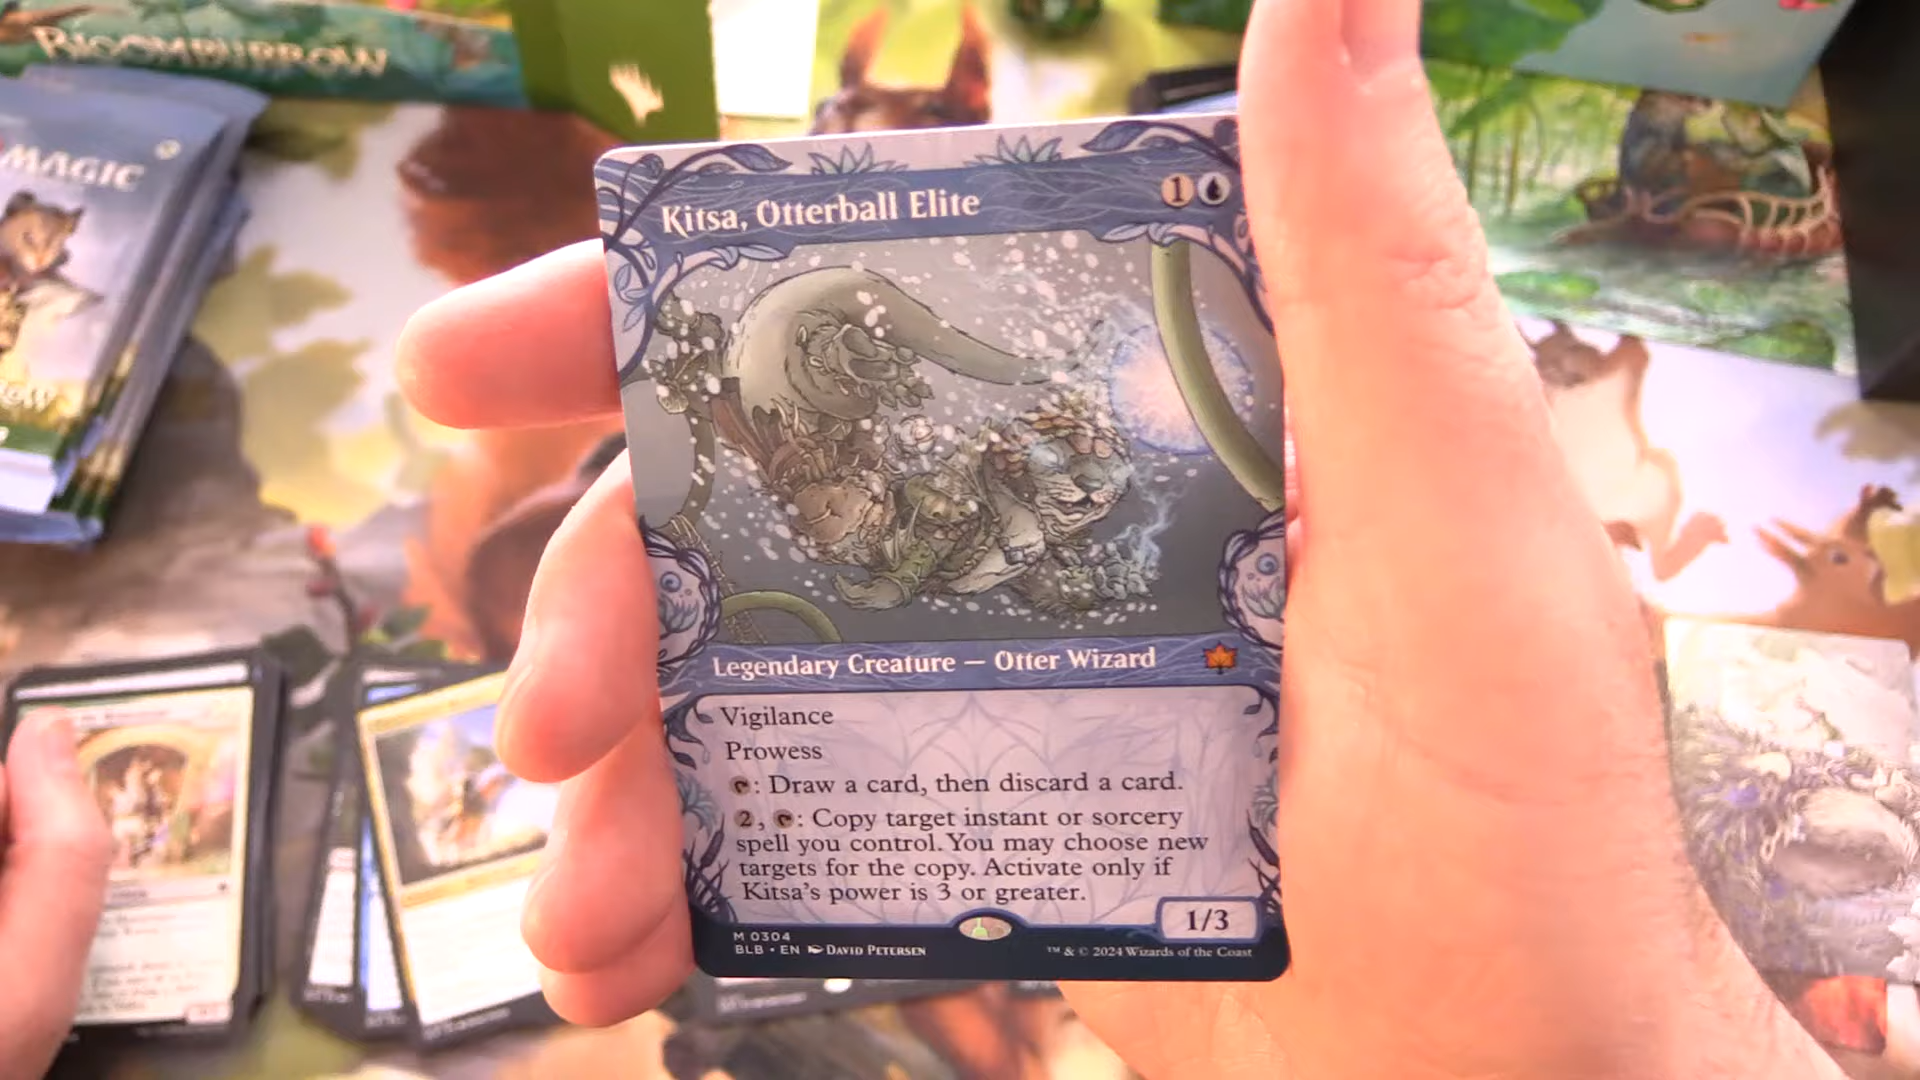 BLOOMBURROW
MAGIC
Kitsa, Otterball Elite
1
Legendary Creature — Otter Wizard
Vigilance
Prowess
: Draw a card, then discard a card.
2, : Copy target instant or sorcery
spell you control. You may choose new
targets for the copy. Activate only if
Kitsa's power is 3 or greater.
1/3
M 0304
BLB • EN DAVID PETERSEN
™ & © 2024 Wizards of the Coast